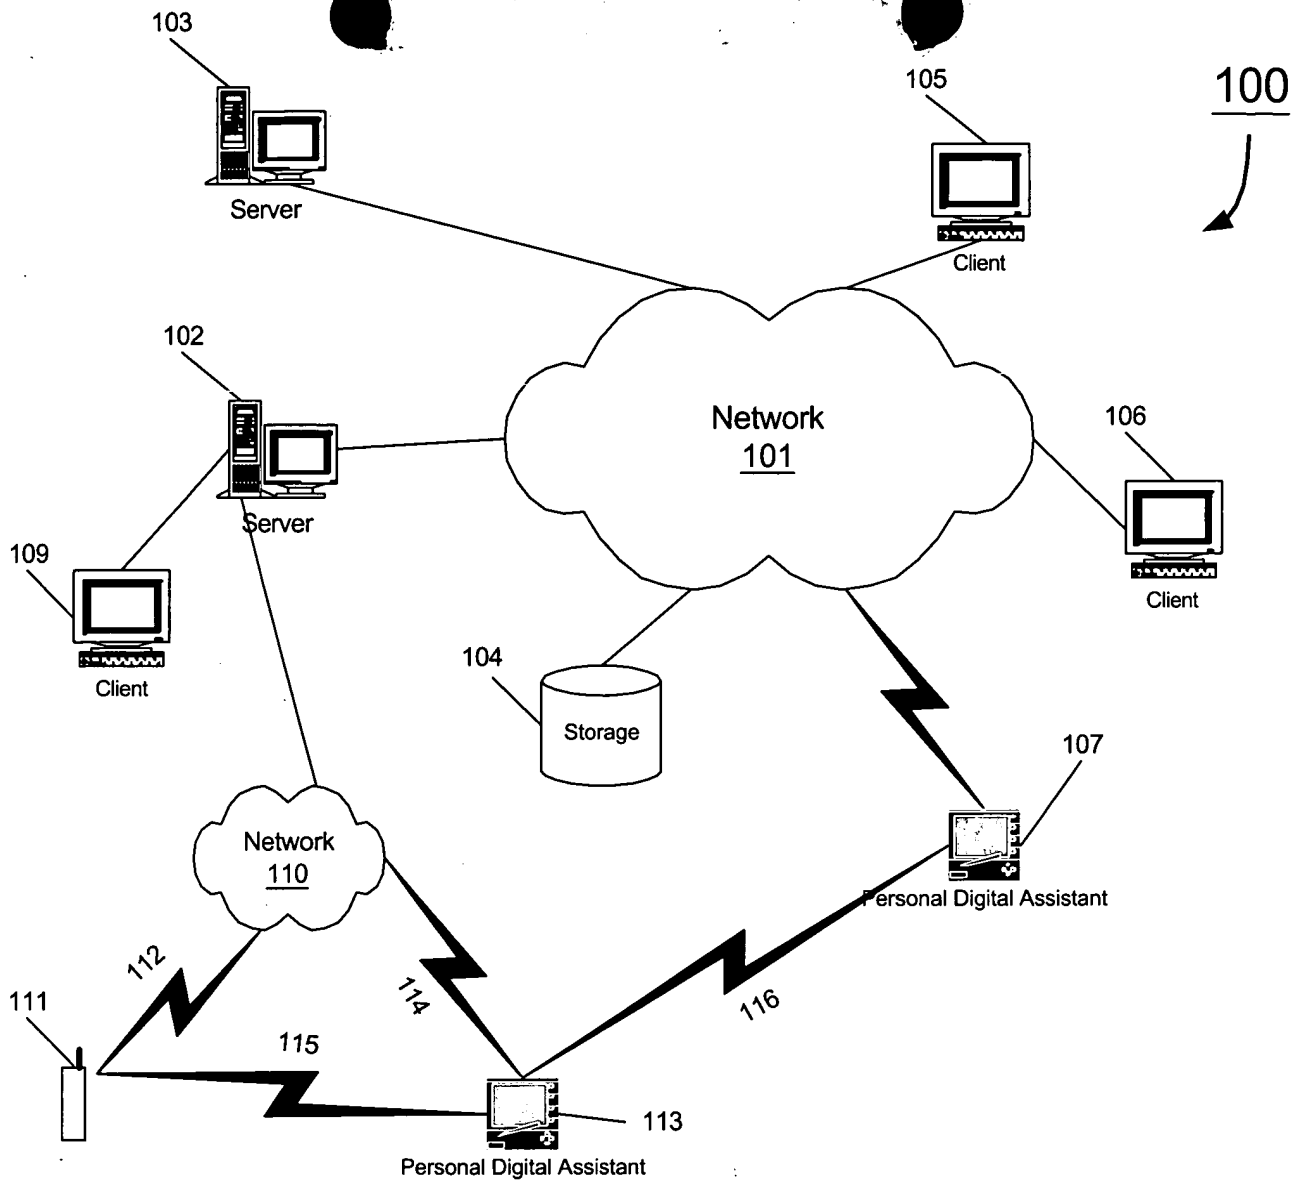 103
105
100
Server
Client
102
Network
101
106
Server
109
Client
Client
104
Storage
107
Network
110
Personal Digital Assistant
112
114
116
111
115
113
Personal Digital Assistant